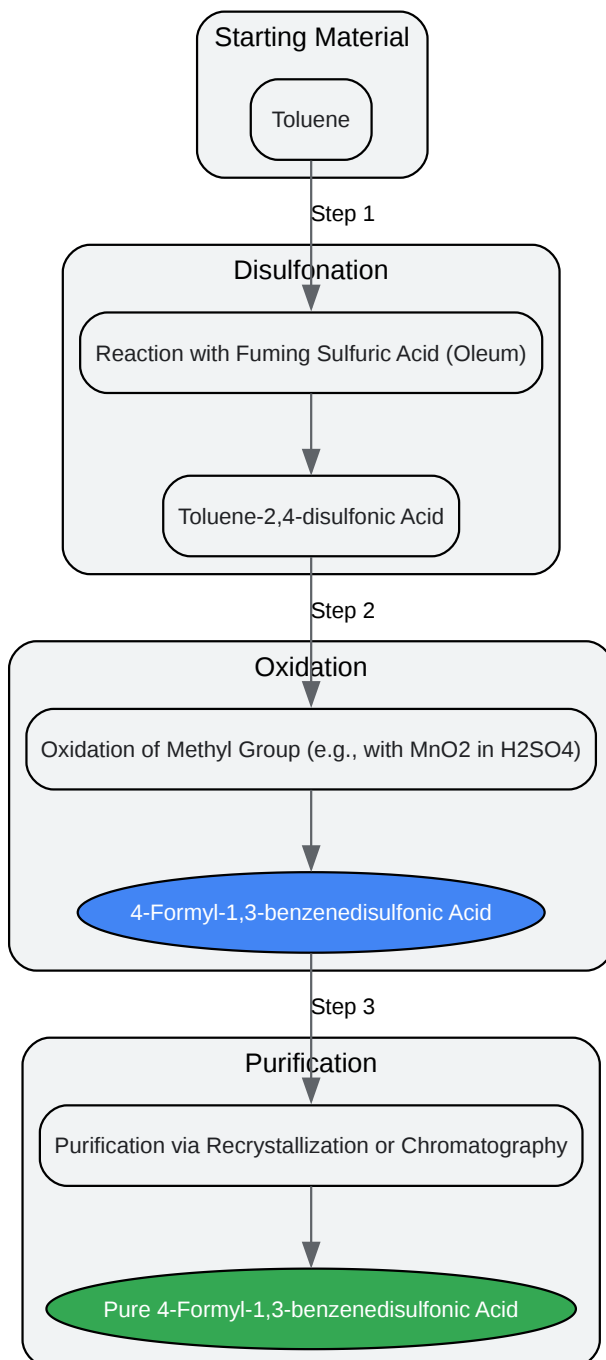 Starting Material
Toluene
Step 1
Disulfonation
Reaction with Fuming Sulfuric Acid (Oleum)
Toluene-2,4-disulfonic Acid
Step 2
Oxidation
Oxidation of Methyl Group (e.g., with MnO2 in H2SO4)
4-Formyl-1,3-benzenedisulfonic Acid
Step 3
Purification
Purification via Recrystallization or Chromatography
Pure 4-Formyl-1,3-benzenedisulfonic Acid